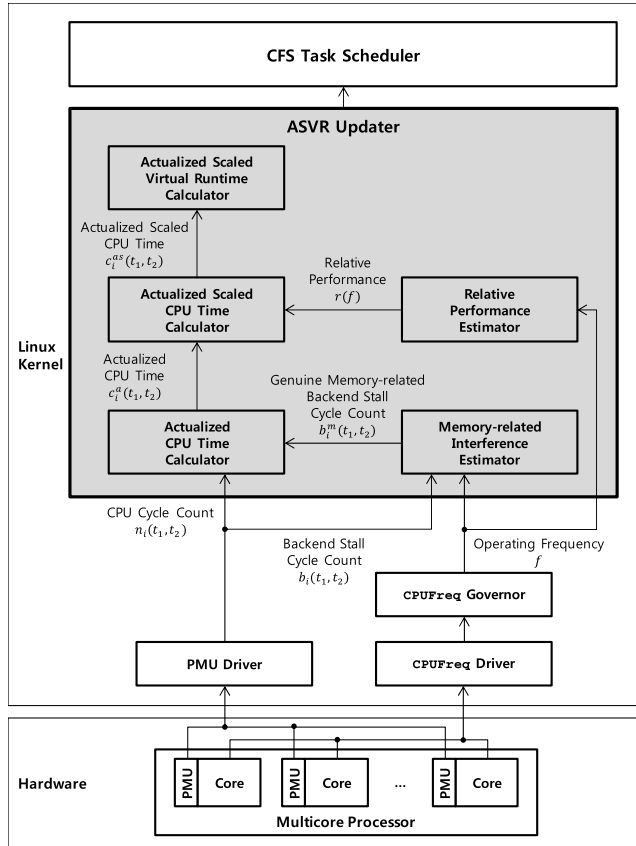 CFS Task Scheduler
ASVR Updater
Actualized Scaled
Virtual Runtime
Calculator
Actualized Scaled
CPU Time
$c_i^{as}(t_1, t_2)$
Relative
Performance
$r(f)$
Actualized Scaled
CPU Time
Calculator
Relative
Performance
Estimator
Linux
Kernel
Actualized
CPU Time
$c_i^{a}(t_1, t_2)$
Genuine Memory-related
Backend Stall
Cycle Count
$b_i^{m}(t_1, t_2)$
Actualized
CPU Time
Calculator
Memory-related
Interference
Estimator
CPU Cycle Count
$n_i(t_1, t_2)$
Backend Stall
Cycle Count
$b_i(t_1, t_2)$
Operating Frequency
$f$
CPUFreq Governor
PMU Driver
CPUFreq Driver
Hardware
PMU
Core
PMU
Core
...
PMU
Core
Multicore Processor